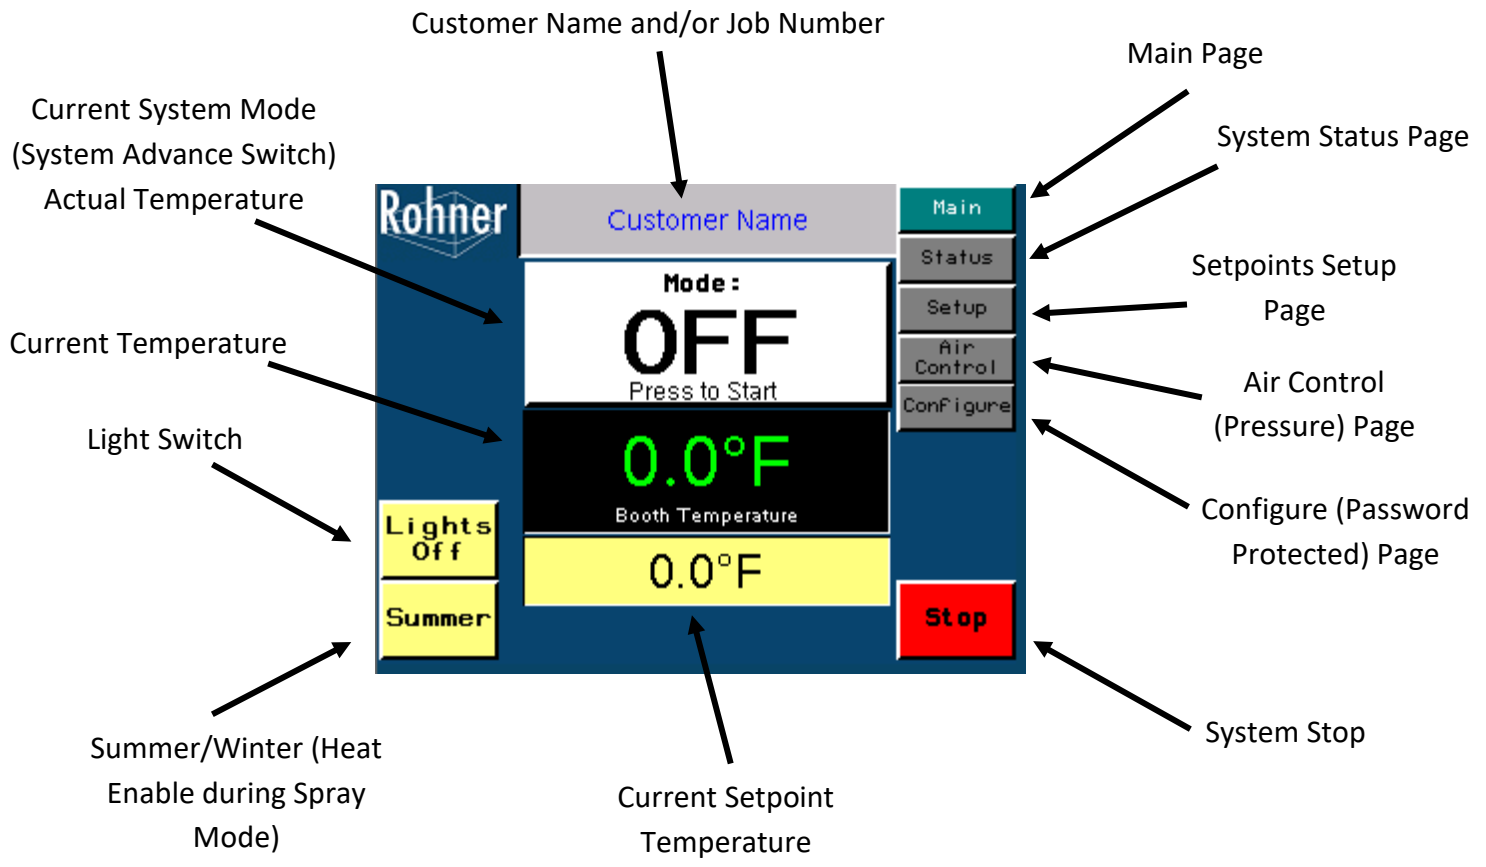 Customer Name and/or Job Number
Main Page
Current System Mode
(System Advance Switch)
Actual Temperature
System Status Page
Rohner
Customer Name
Main
Status
Setpoints Setup
Page
Mode:
OFF
Press to Start
Setup
Air
Control
Configure
Current Temperature
Air Control
(Pressure) Page
Light Switch
0.0°F
Booth Temperature
Configure (Password
Protected) Page
Lights
Off
0.0°F
Summer
Stop
System Stop
Summer/Winter (Heat
Enable during Spray
Mode)
Current Setpoint
Temperature